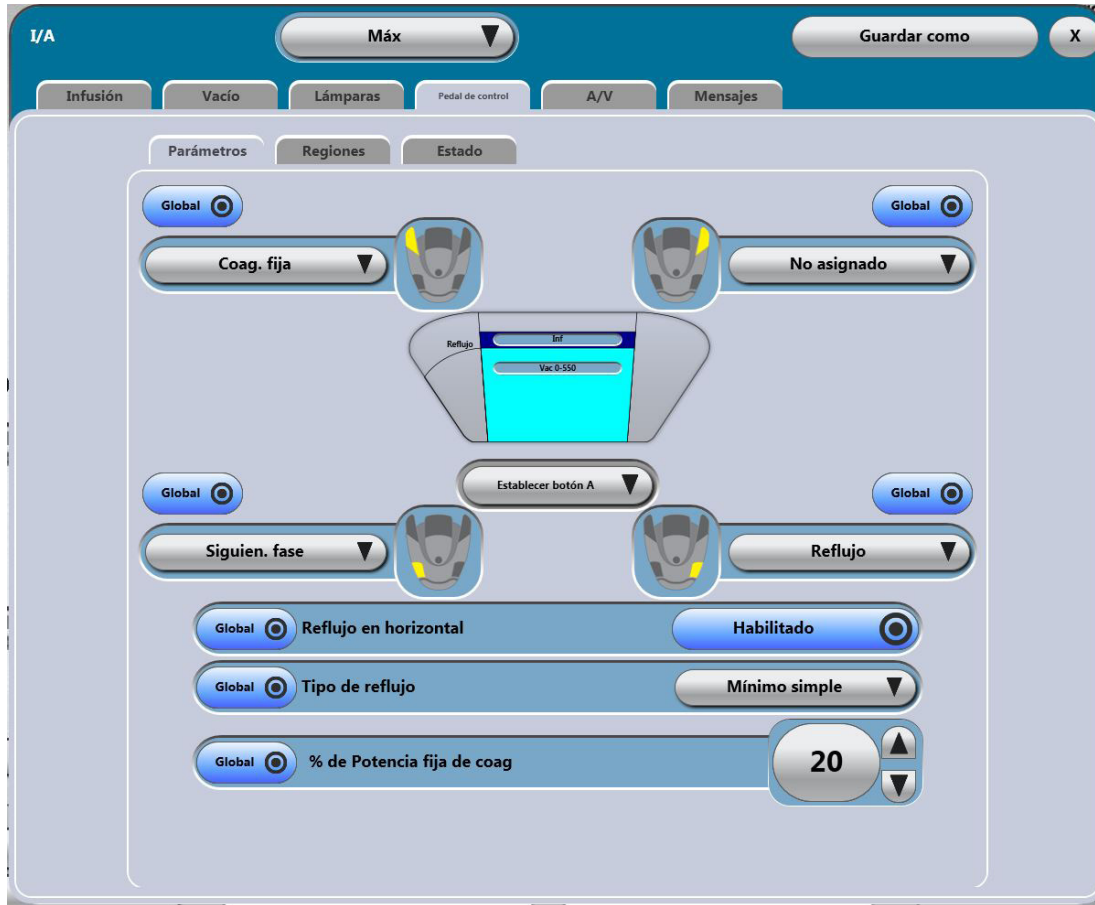 I/A
Máx
Guardar como
X
Infusión
Vacío
Lámparas
Pedal de control
A/V
Mensajes
Parámetros
Regiones
Estado
Global
Global
Coag. fija
No asignado
Reflujo
Inf
Vac 0-550
Establecer botón A
Global
Global
Siguien. fase
Reflujo
Global
Reflujo en horizontal
Habilitado
Global
Tipo de reflujo
Mínimo simple
Global
% de Potencia fija de coag
20